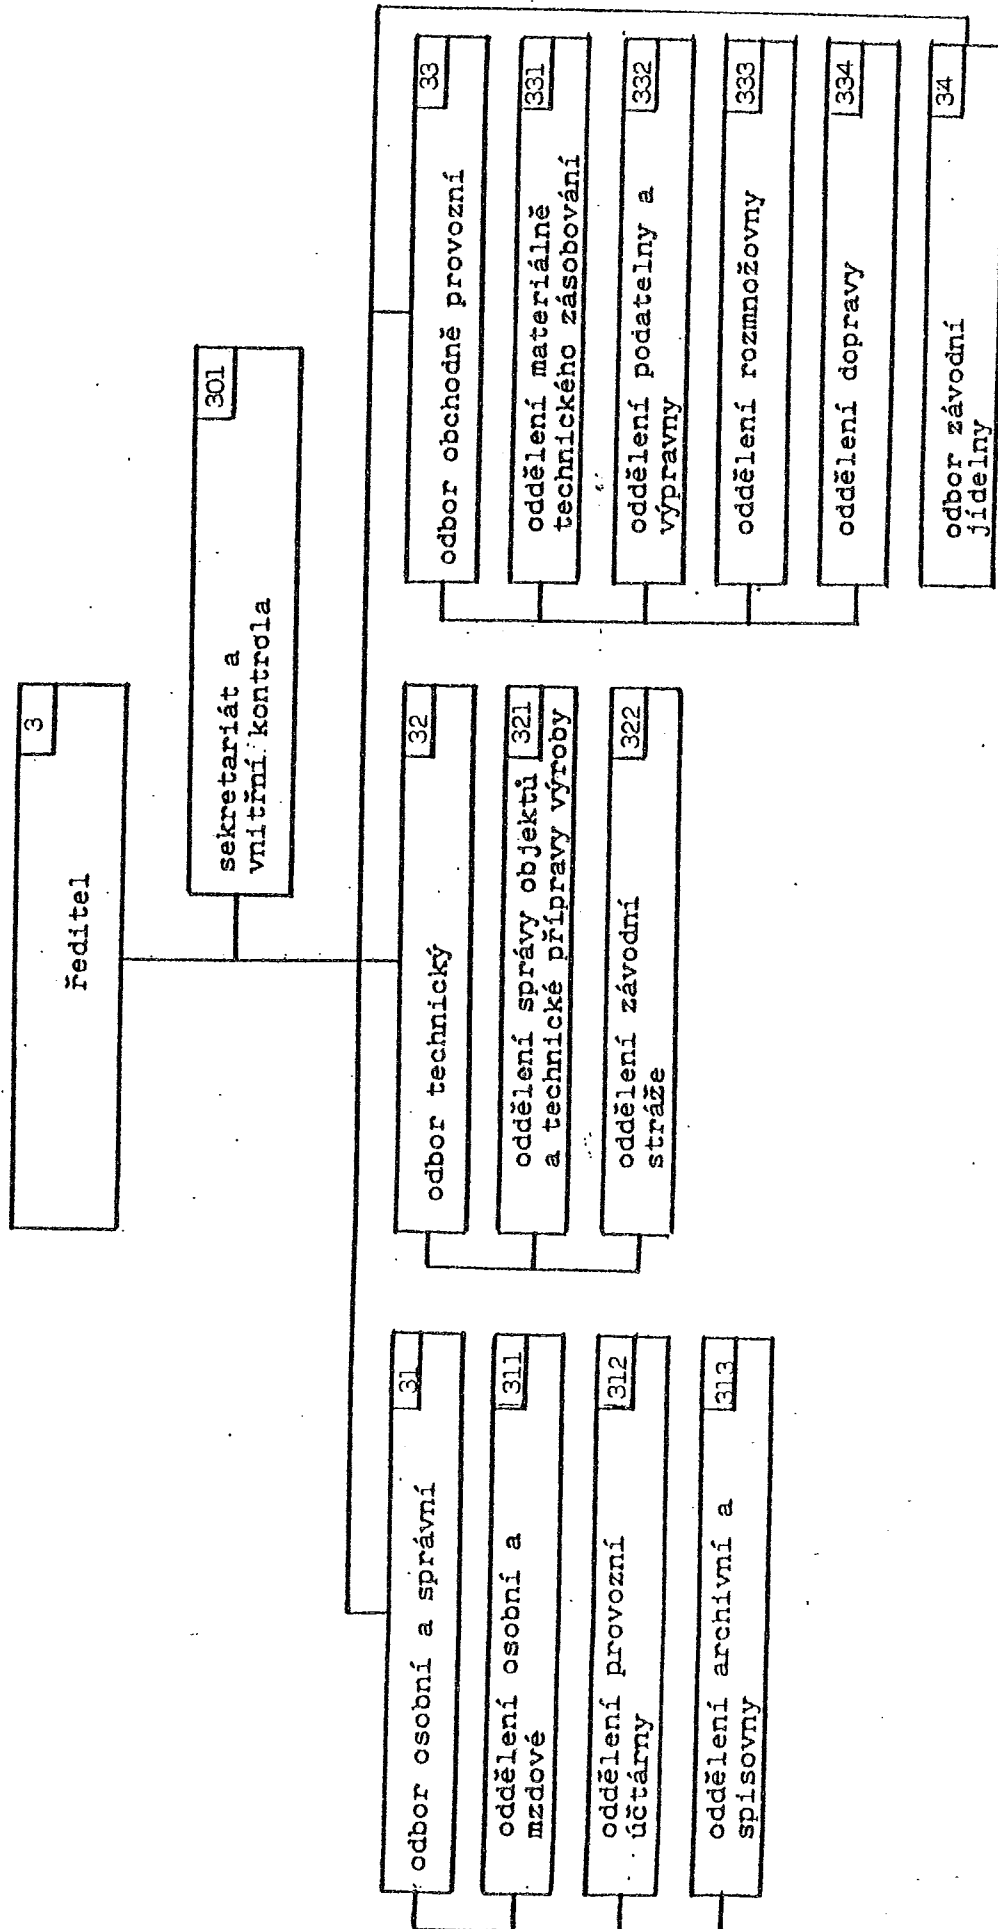 3
ředitel
301
sekretariát a
vnitřní kontrola
31
odbor osobní a správní
311
oddělení osobní a
mzdové
312
oddělení provozní
účtárny
313
oddělení archivní a
spisovny
32
odbor technický
321
oddělení správy objektů
a technické přípravy výroby
322
oddělení závodní
stráže
33
odbor obchodně provozní
331
oddělení materiálně
technického zásobování
332
oddělení podatelny a
výpravny
333
oddělení rozmnožovny
334
oddělení dopravy
34
odbor závodní
jídelny